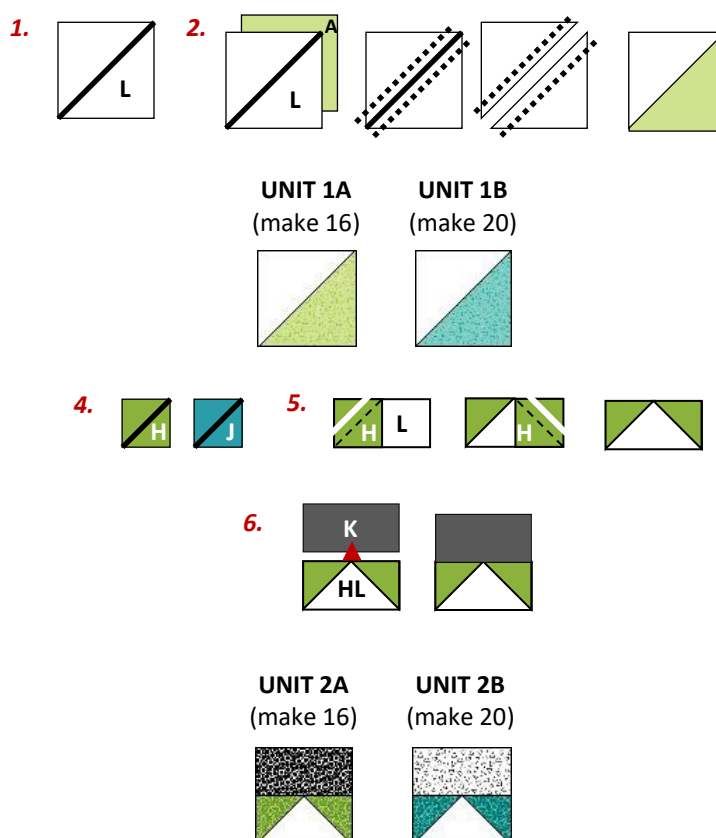 1.
L
2.
A
L
UNIT 1A
(make 16)
UNIT 1B
(make 20)
4.
H
J
5.
H
L
H
6.
K
HL
UNIT 2A
(make 16)
UNIT 2B
(make 20)